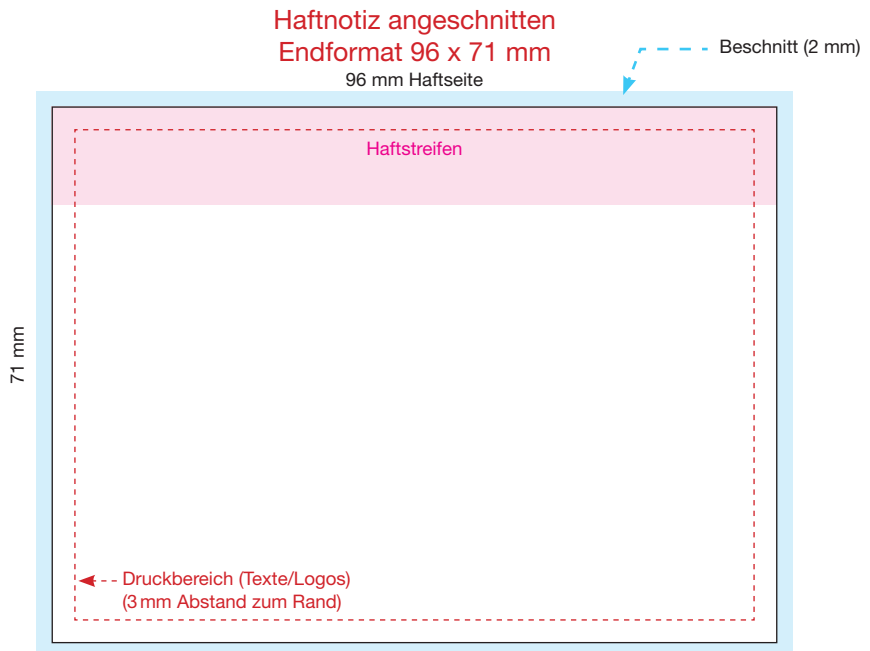 Haftnotiz angeschnitten
Endformat 96 x 71 mm
96 mm Haftseite
Beschnitt (2 mm)
Haftstreifen
71 mm
Druckbereich (Texte/Logos)
(3 mm Abstand zum Rand)